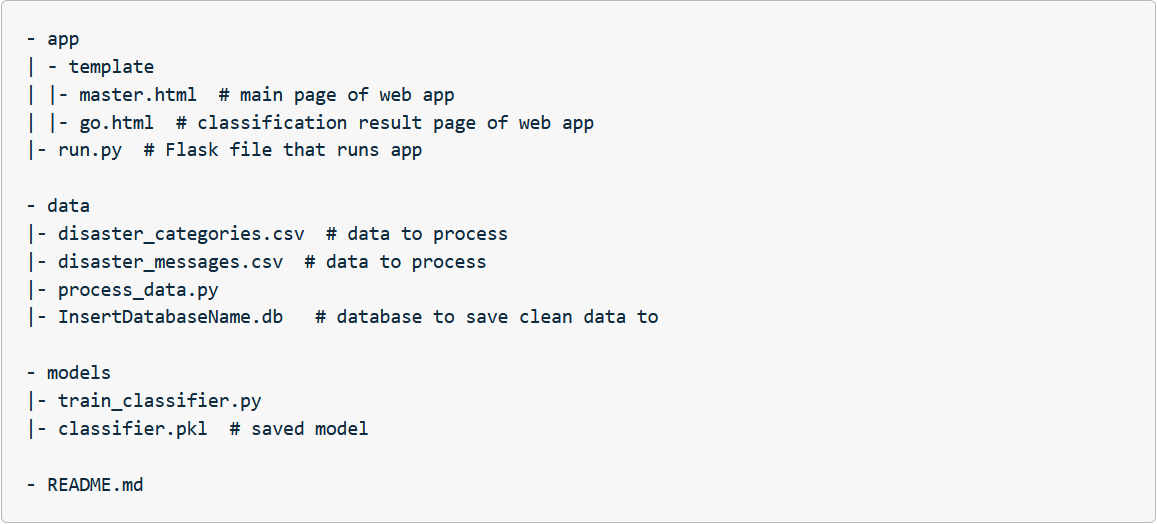 - app
| - template
| |- master.html  # main page of web app
| |- go.html  # classification result page of web app
|- run.py  # Flask file that runs app
- data
|- disaster_categories.csv  # data to process
|- disaster_messages.csv  # data to process
|- process_data.py
|- InsertDatabaseName.db   # database to save clean data to
- models
|- train_classifier.py
|- classifier.pkl  # saved model
- README.md